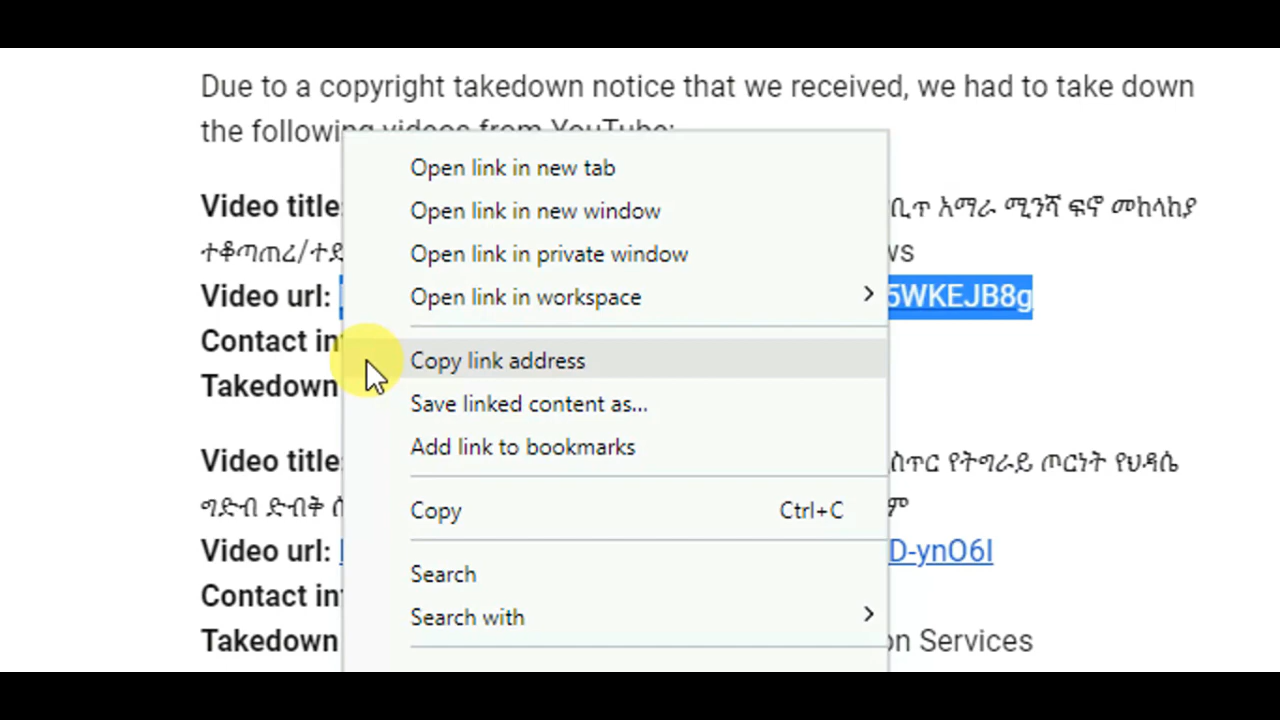 Due to a copyright takedown notice that we received, we had to take down
the following videos from YouTube:
Open link in new tab
Video title:
Open link in new window
ቢጥ አማራ ሚንሻ ፍኖ መከላከያ
ተቆጣጠረ/ተደ
Open link in private window
ws
Video url:
Open link in workspace
5WKEJB8g
Contact in
Copy link address
Takedown
Save linked content as...
Add link to bookmarks
Video title:
ስጥር የትግራይ ጦርነት የህዳሴ
ግድብ ድብቅ
Copy Ctrl+C
ም
Video url:
D-ynO6I
Contact in
Search
Search with
Takedown
on Services